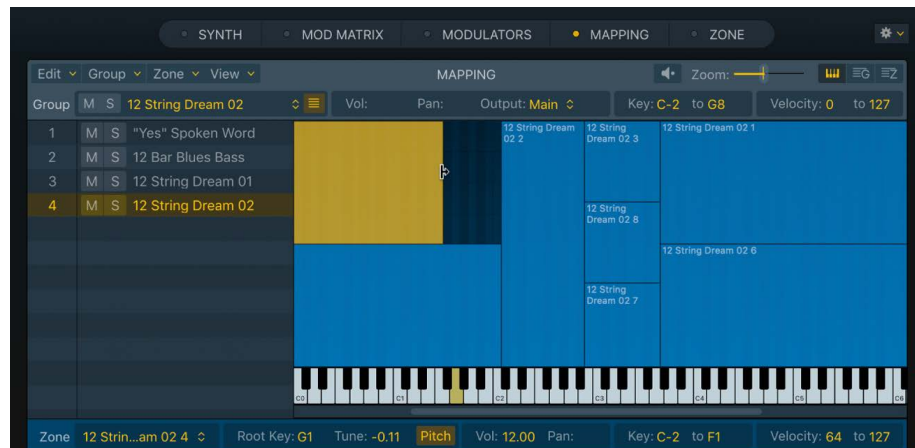 SYNTH MOD MATRIX MODULATORS MAPPING ZONE
Edit Group Zone View MAPPING Zoom: G Z
Group M S 12 String Dream 02 Vol: Pan: Output: Main Key: C-2 to G8 Velocity: 0 to 127
1 M S "Yes" Spoken Word
2 M S 12 Bar Blues Bass
3 M S 12 String Dream 01
4 M S 12 String Dream 02
12 String Dream
02 2
12 String
Dream 02 3
12 String Dream 02 1
12 String
Dream 02 8
12 String Dream 02 6
12 String
Dream 02 7
C0 C1 C2 C3 C4 C5 C6
Zone 12 Strin...am 02 4 Root Key: G1 Tune: -0.11 Pitch Vol: 12.00 Pan: Key: C-2 to F1 Velocity: 64 to 127